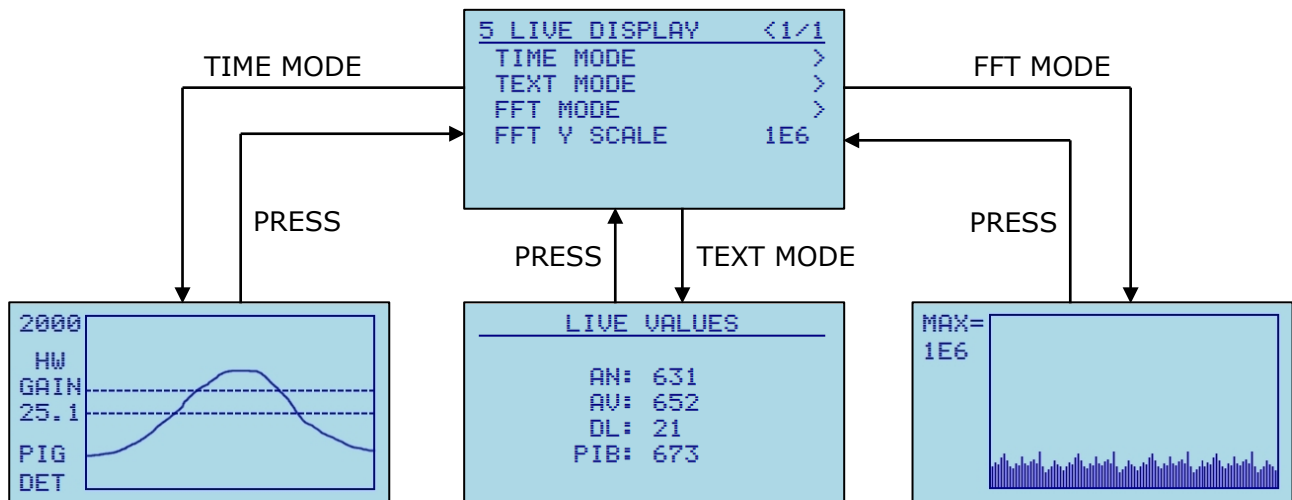 5 LIVE DISPLAY <1/1
TIME MODE >
TEXT MODE >
FFT MODE >
FFT Y SCALE 1E6
TIME MODE
FFT MODE
PRESS
PRESS
TEXT MODE
PRESS
2000
HW
GAIN
25.1
PIG
DET
LIVE VALUES
AN: 631
AV: 652
DL: 21
PIB: 673
MAX=
1E6